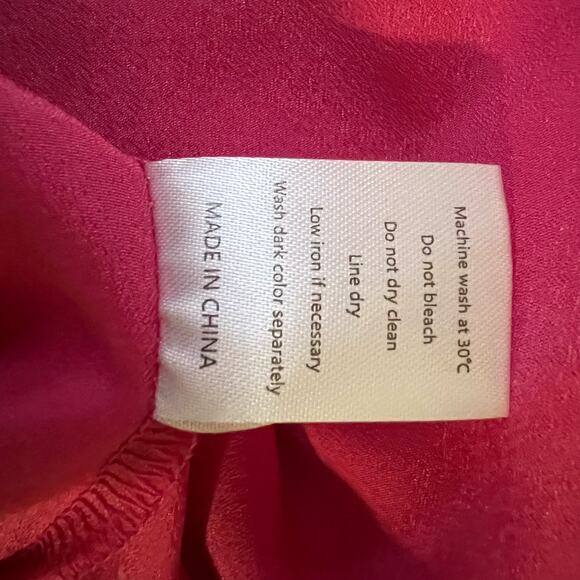 Machine wash at 30°C
Do not bleach
Do not dry clean
Line dry
Low iron if necessary
Wash dark color separately
MADE IN CHINA